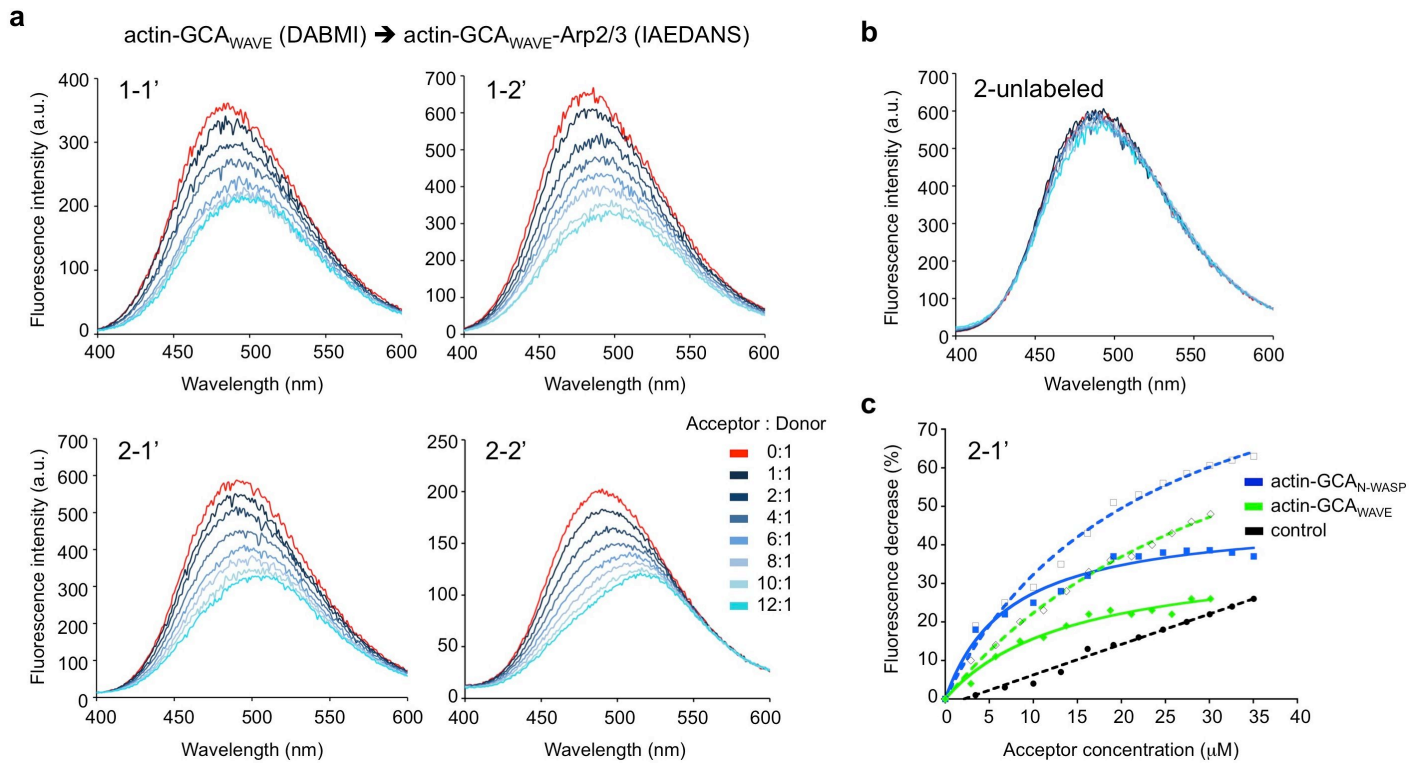 a
actin-GCAWAVE (DABMI) ➔ actin-GCAWAVE-Arp2/3 (IAEDANS)
1-1’
Fluorescence intensity (a.u.)
400
300
200
100
0
400 450 500 550 600
Wavelength (nm)
1-2’
700
600
500
400
300
200
100
0
400 450 500 550 600
Wavelength (nm)
b
2-unlabeled
Fluorescence intensity (a.u.)
700
600
500
400
300
200
100
0
400 450 500 550 600
Wavelength (nm)
2-1’
Fluorescence intensity (a.u.)
700
600
500
400
300
200
100
0
400 450 500 550 600
Wavelength (nm)
2-2’
250
200
150
100
50
0
400 450 500 550 600
Wavelength (nm)
Acceptor : Donor
0:1
1:1
2:1
4:1
6:1
8:1
10:1
12:1
c
2-1’
Fluorescence decrease (%)
70
60
50
40
30
20
10
0
0 5 10 15 20 25 30 35 40
Acceptor concentration (μM)
actin-GCAN-WASP
actin-GCAWAVE
control